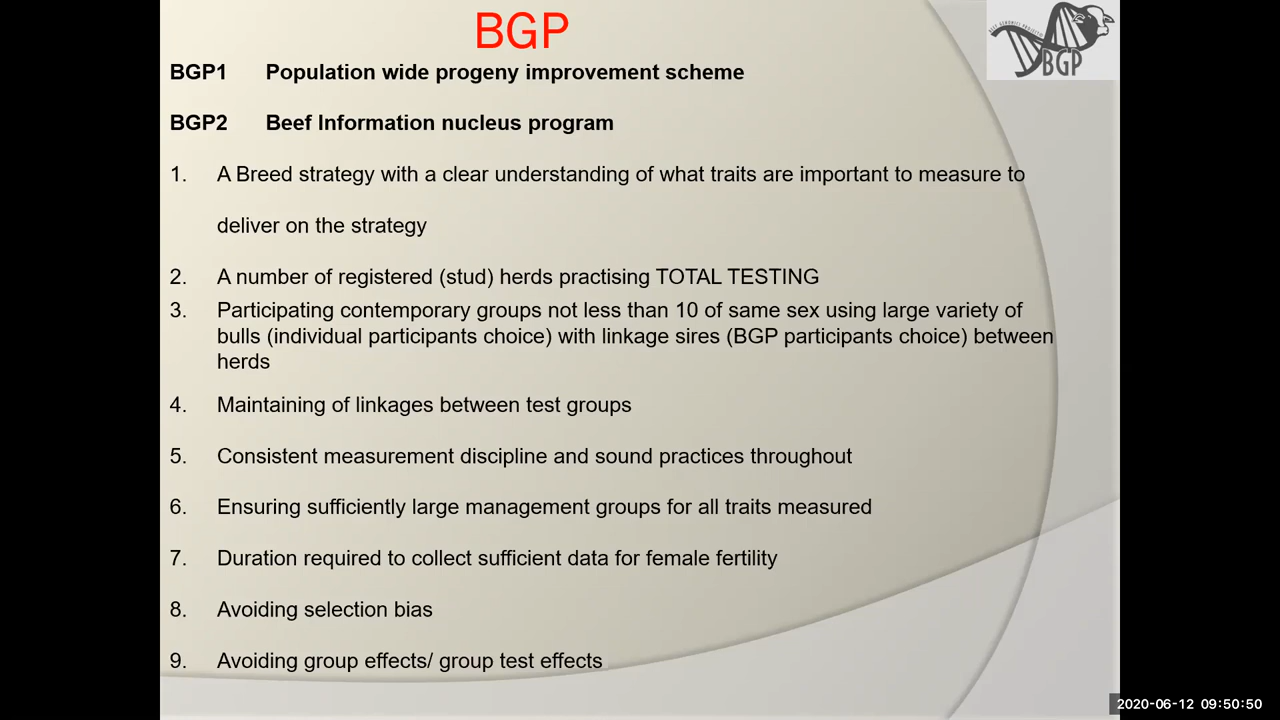 BGP
BGP1 Population wide progeny improvement scheme
BGP2 Beef Information nucleus program
1. A Breed strategy with a clear understanding of what traits are important to measure to
deliver on the strategy
2. A number of registered (stud) herds practising TOTAL TESTING
3. Participating contemporary groups not less than 10 of same sex using large variety of
bulls (individual participants choice) with linkage sires (BGP participants choice) between
herds
4. Maintaining of linkages between test groups
5. Consistent measurement discipline and sound practices throughout
6. Ensuring sufficiently large management groups for all traits measured
7. Duration required to collect sufficient data for female fertility
8. Avoiding selection bias
9. Avoiding group effects/ group test effects
BGP
2020-06-12 09:50:50